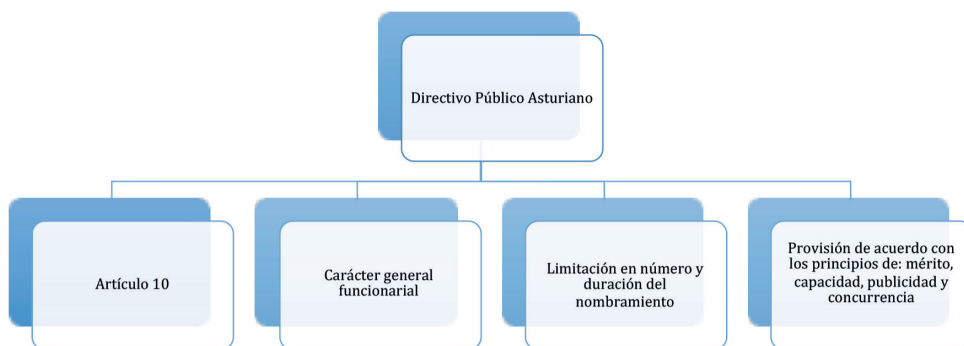 Directivo Público Asturiano
Artículo 10
Carácter general
funcionarial
Limitación en número y
duración del
nombramiento
Provisión de acuerdo con
los principios de: mérito,
capacidad, publicidad y
concurrencia